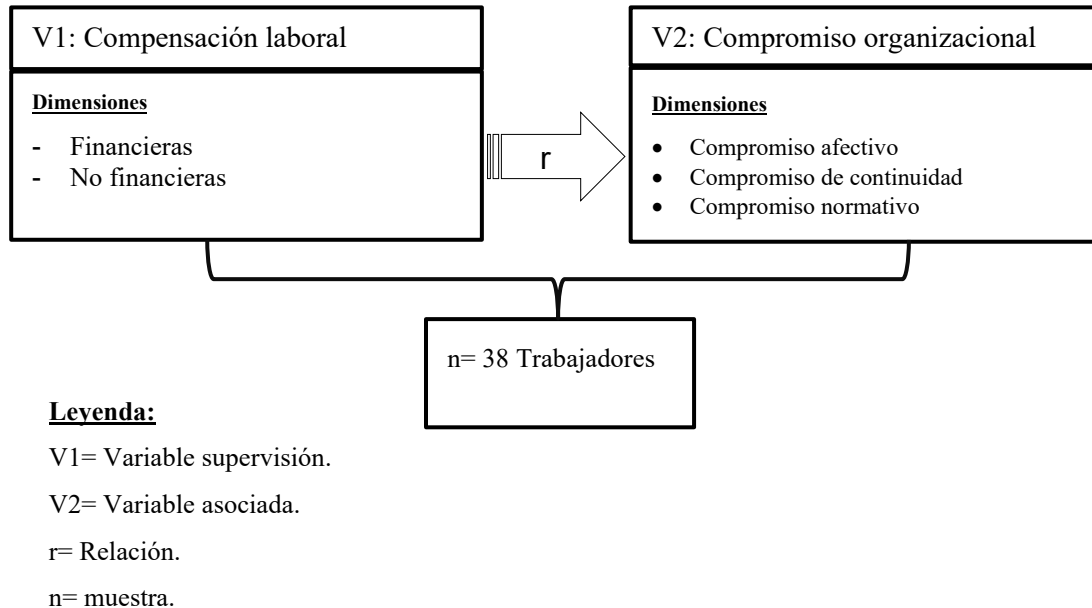 V1: Compensación laboral
Dimensiones
- Financieras
- No financieras
r
V2: Compromiso organizacional
Dimensiones
• Compromiso afectivo
• Compromiso de continuidad
• Compromiso normativo
n= 38 Trabajadores
Leyenda:
V1= Variable supervisión.
V2= Variable asociada.
r= Relación.
n= muestra.